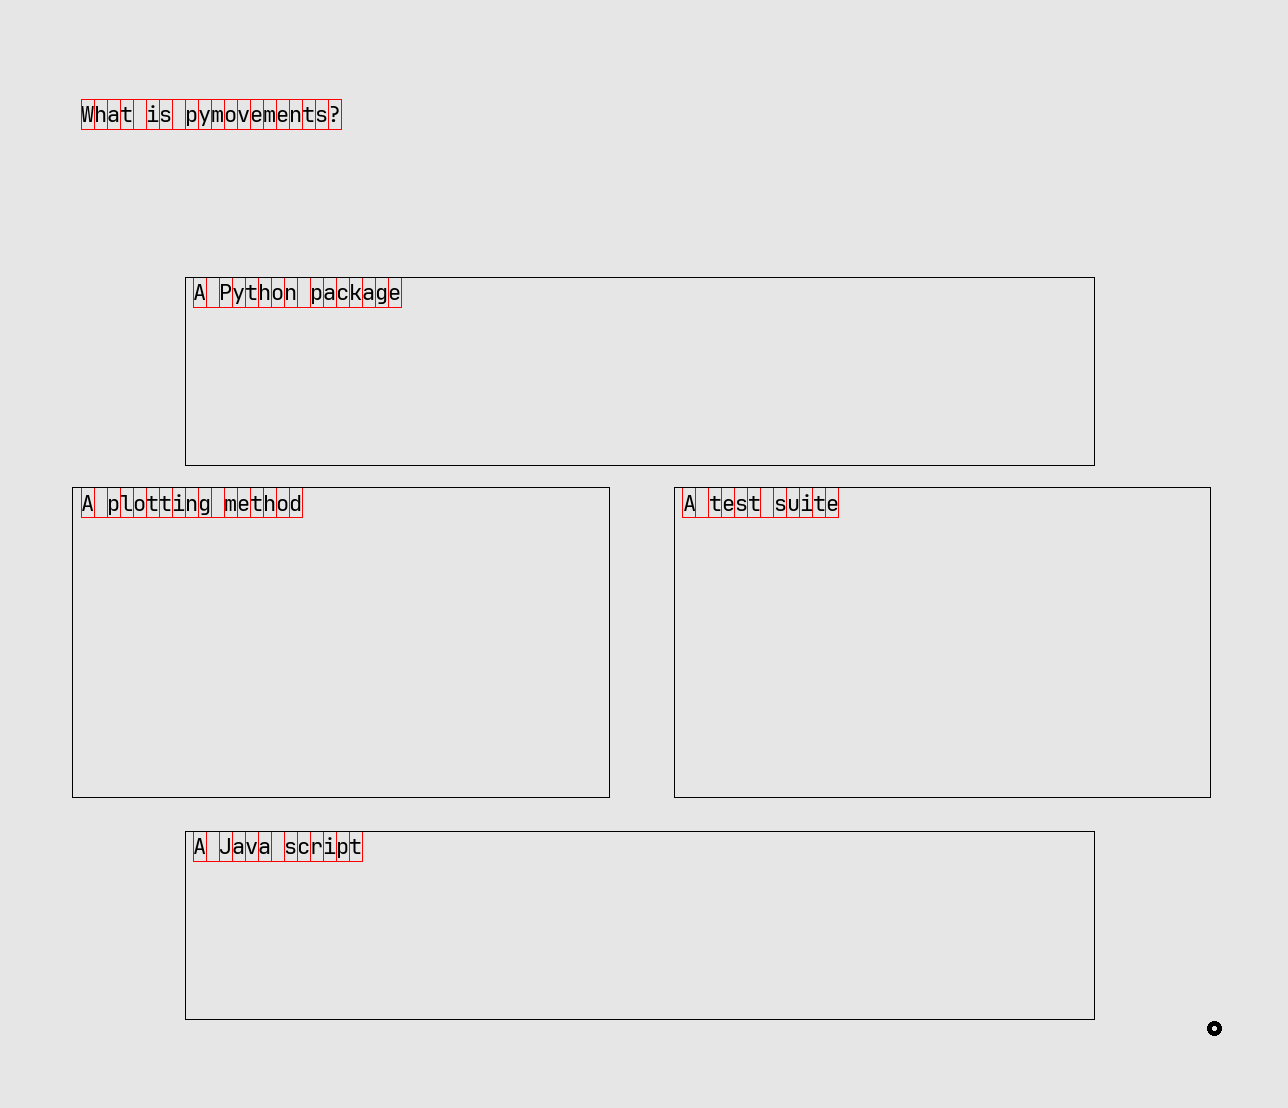 What is pymovements?
A Python package
A plotting method
A test suite
A Java script